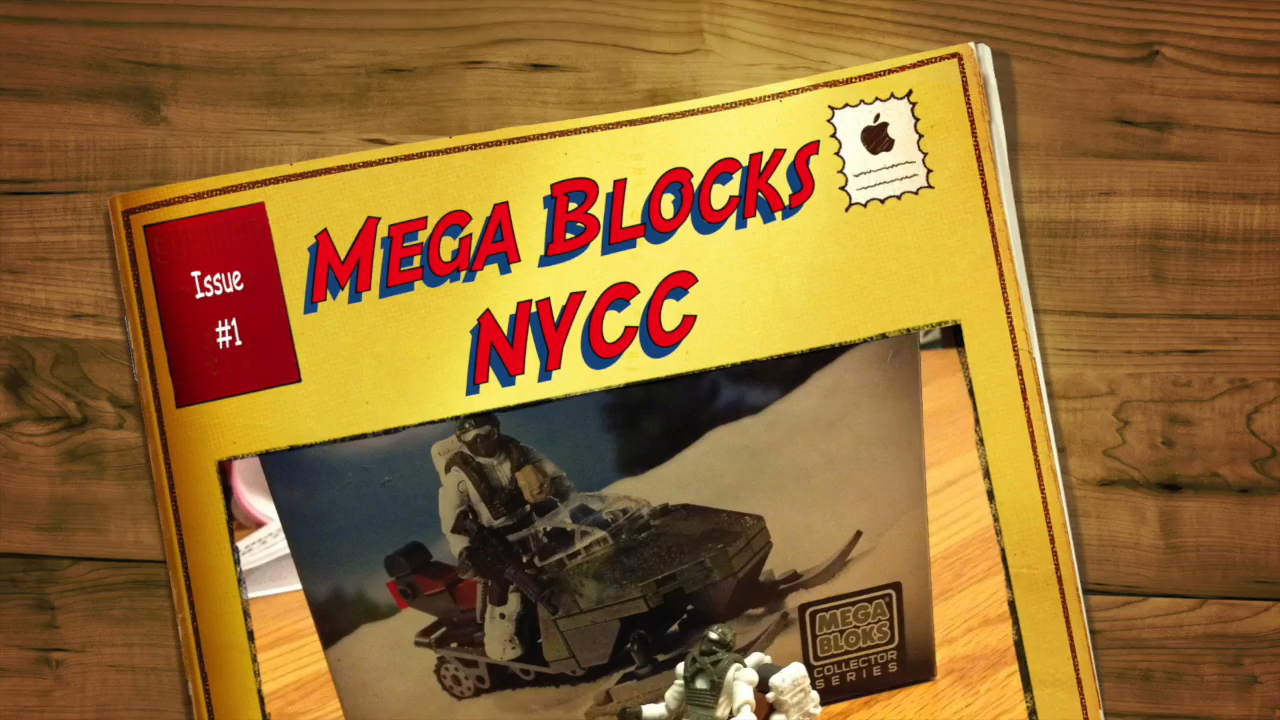 Issue
#1
MEGA BLOCKS
NYCC
MEGA
BLOKS
COLLECTOR
SERIES